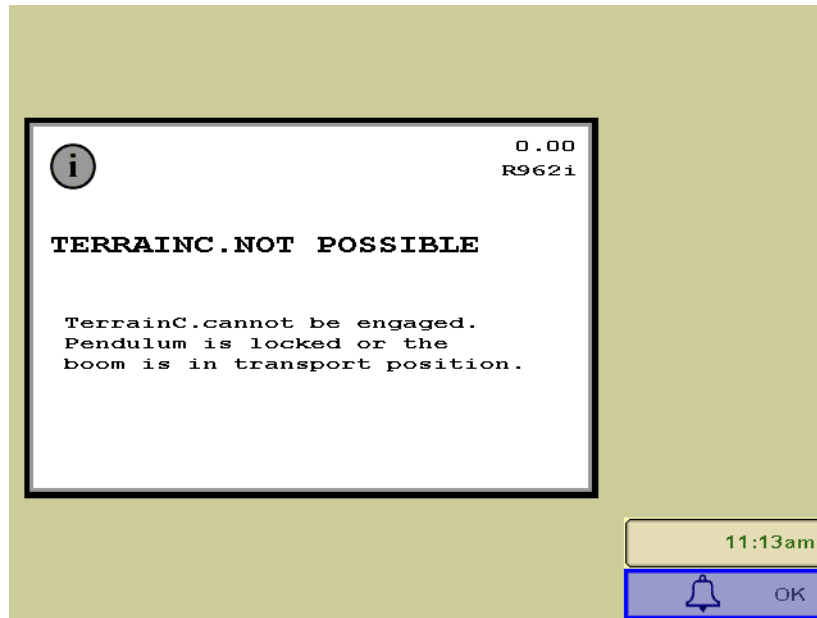 i
0.00
R962i
TERRAINC.NOT POSSIBLE
TerrainC.cannot be engaged.
Pendulum is locked or the
boom is in transport position.
11:13am
OK